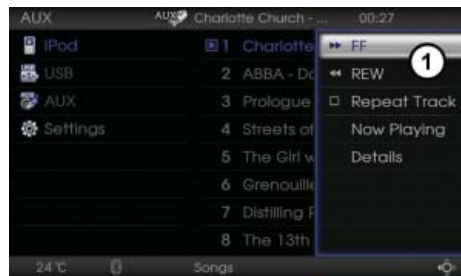 AUX AUX Charlotte Church - ... 00:27
iPod
USB
AUX
Settings
1 Charlotte
2 ABBA - Do
3 Prologue
4 Streets of
5 The Girl w
6 Grenouille
7 Distilling F
8 The 13th
FF
REW
Repeat Track
Now Playing
Details
1
24 °C Songs